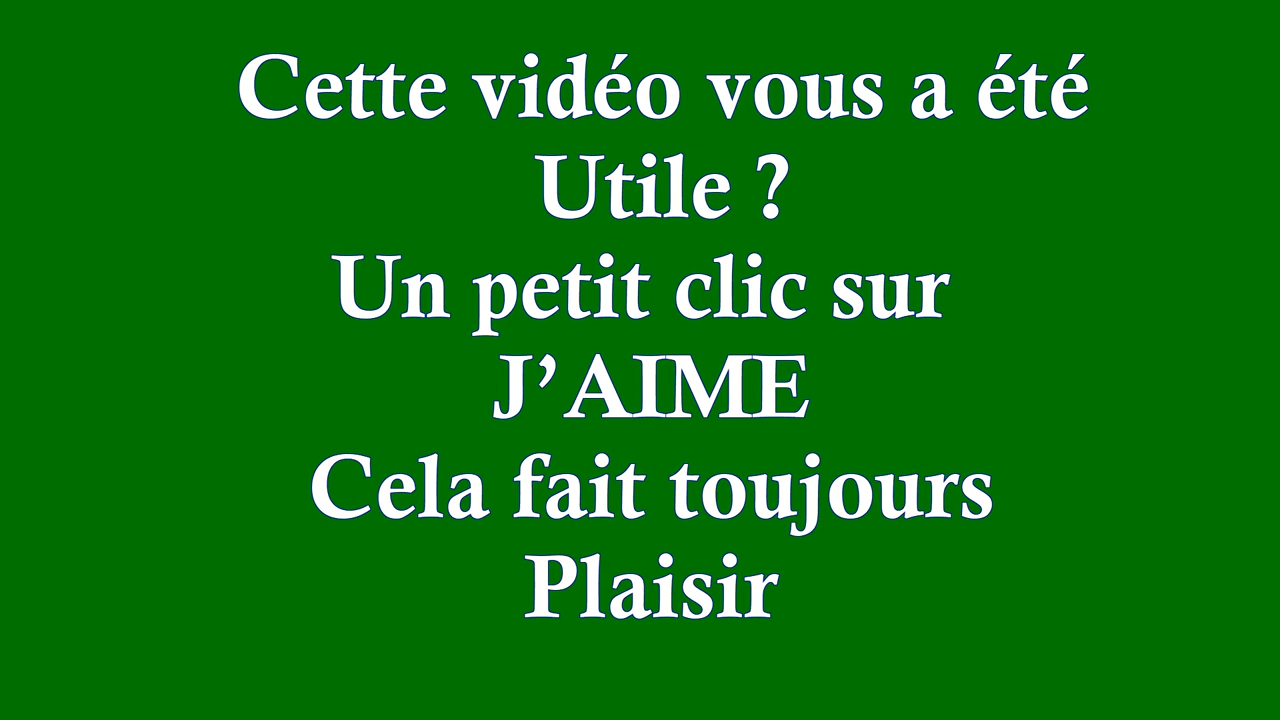 Cette vidéo vous a été
Utile ?
Un petit clic sur
J’AIME
Cela fait toujours
Plaisir